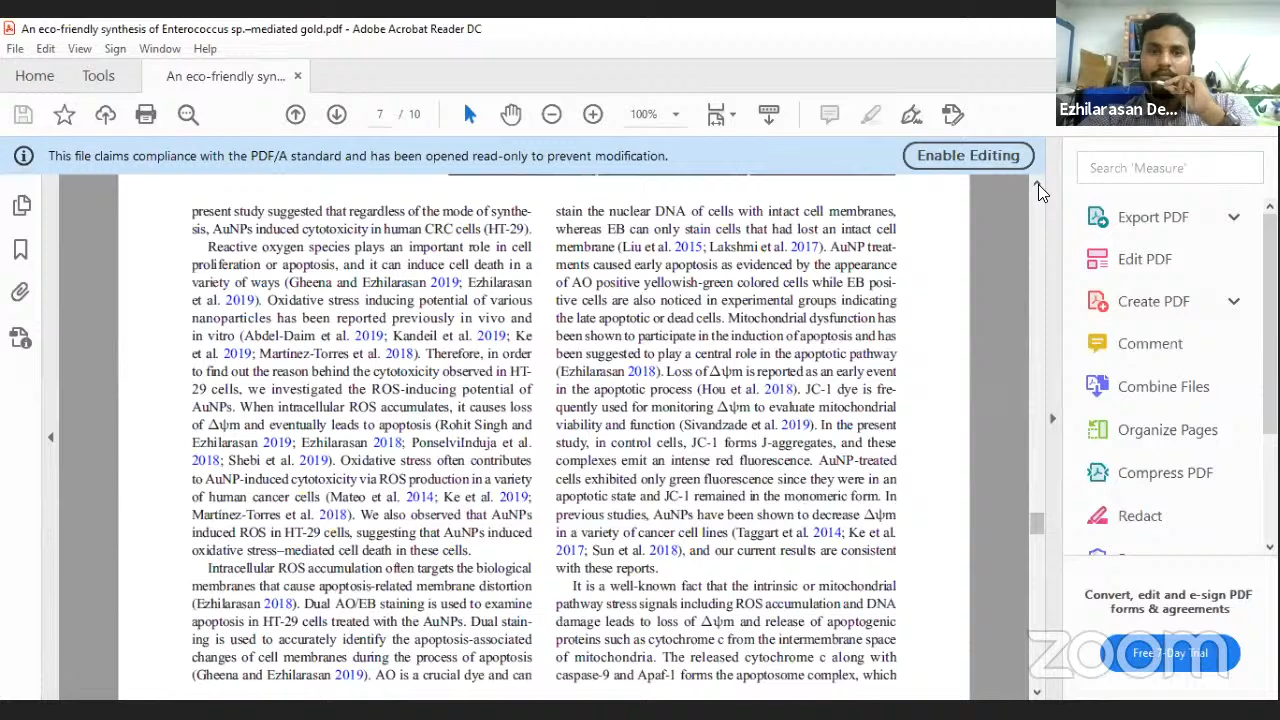 An eco-friendly synthesis of Enterococcus sp.–mediated gold.pdf - Adobe Acrobat Reader DC
File Edit View Sign Window Help
Home Tools An eco-friendly syn... ×
7 / 10 100%
Ezhilarasan De...
This file claims compliance with the PDF/A standard and has been opened read-only to prevent modification. Enable Editing
present study suggested that regardless of the mode of synthe-
sis, AuNPs induced cytotoxicity in human CRC cells (HT-29).
Reactive oxygen species plays an important role in cell
proliferation or apoptosis, and it can induce cell death in a
variety of ways (Gheena and Ezhilarasan 2019; Ezhilarasan
et al. 2019). Oxidative stress inducing potential of various
nanoparticles has been reported previously in vivo and
in vitro (Abdel-Daim et al. 2019; Kandeil et al. 2019; Ke
et al. 2019; Martínez-Torres et al. 2018). Therefore, in order
to find out the reason behind the cytotoxicity observed in HT-
29 cells, we investigated the ROS-inducing potential of
AuNPs. When intracellular ROS accumulates, it causes loss
of Δψm and eventually leads to apoptosis (Rohit Singh and
Ezhilarasan 2019; Ezhilarasan 2018; PonselviInduja et al.
2018; Shebi et al. 2019). Oxidative stress often contributes
to AuNP-induced cytotoxicity via ROS production in a variety
of human cancer cells (Mateo et al. 2014; Ke et al. 2019;
Martínez-Torres et al. 2018). We also observed that AuNPs
induced ROS in HT-29 cells, suggesting that AuNPs induced
oxidative stress–mediated cell death in these cells.
Intracellular ROS accumulation often targets the biological
membranes that cause apoptosis-related membrane distortion
(Ezhilarasan 2018). Dual AO/EB staining is used to examine
apoptosis in HT-29 cells treated with the AuNPs. Dual stain-
ing is used to accurately identify the apoptosis-associated
changes of cell membranes during the process of apoptosis
(Gheena and Ezhilarasan 2019). AO is a crucial dye and can
stain the nuclear DNA of cells with intact cell membranes,
whereas EB can only stain cells that had lost an intact cell
membrane (Liu et al. 2015; Lakshmi et al. 2017). AuNP treat-
ments caused early apoptosis as evidenced by the appearance
of AO positive yellowish-green colored cells while EB posi-
tive cells are also noticed in experimental groups indicating
the late apoptotic or dead cells. Mitochondrial dysfunction has
been shown to participate in the induction of apoptosis and has
been suggested to play a central role in the apoptotic pathway
(Ezhilarasan 2018). Loss of Δψm is reported as an early event
in the apoptotic process (Hou et al. 2018). JC-1 dye is fre-
quently used for monitoring Δψm to evaluate mitochondrial
viability and function (Sivandzade et al. 2019). In the present
study, in control cells, JC-1 forms J-aggregates, and these
complexes emit an intense red fluorescence. AuNP-treated
cells exhibited only green fluorescence since they were in an
apoptotic state and JC-1 remained in the monomeric form. In
previous studies, AuNPs have been shown to decrease Δψm
in a variety of cancer cell lines (Taggart et al. 2014; Ke et al.
2017; Sun et al. 2018), and our current results are consistent
with these reports.
It is a well-known fact that the intrinsic or mitochondrial
pathway stress signals including ROS accumulation and DNA
damage leads to loss of Δψm and release of apoptogenic
proteins such as cytochrome c from the intermembrane space
of mitochondria. The released cytochrome c along with
caspase-9 and Apaf-1 forms the apoptosome complex, which
Search 'Measure'
Export PDF
Edit PDF
Create PDF
Comment
Combine Files
Organize Pages
Compress PDF
Redact
Convert, edit and e-sign PDF
forms & agreements
Free 7-Day Trial
zoom